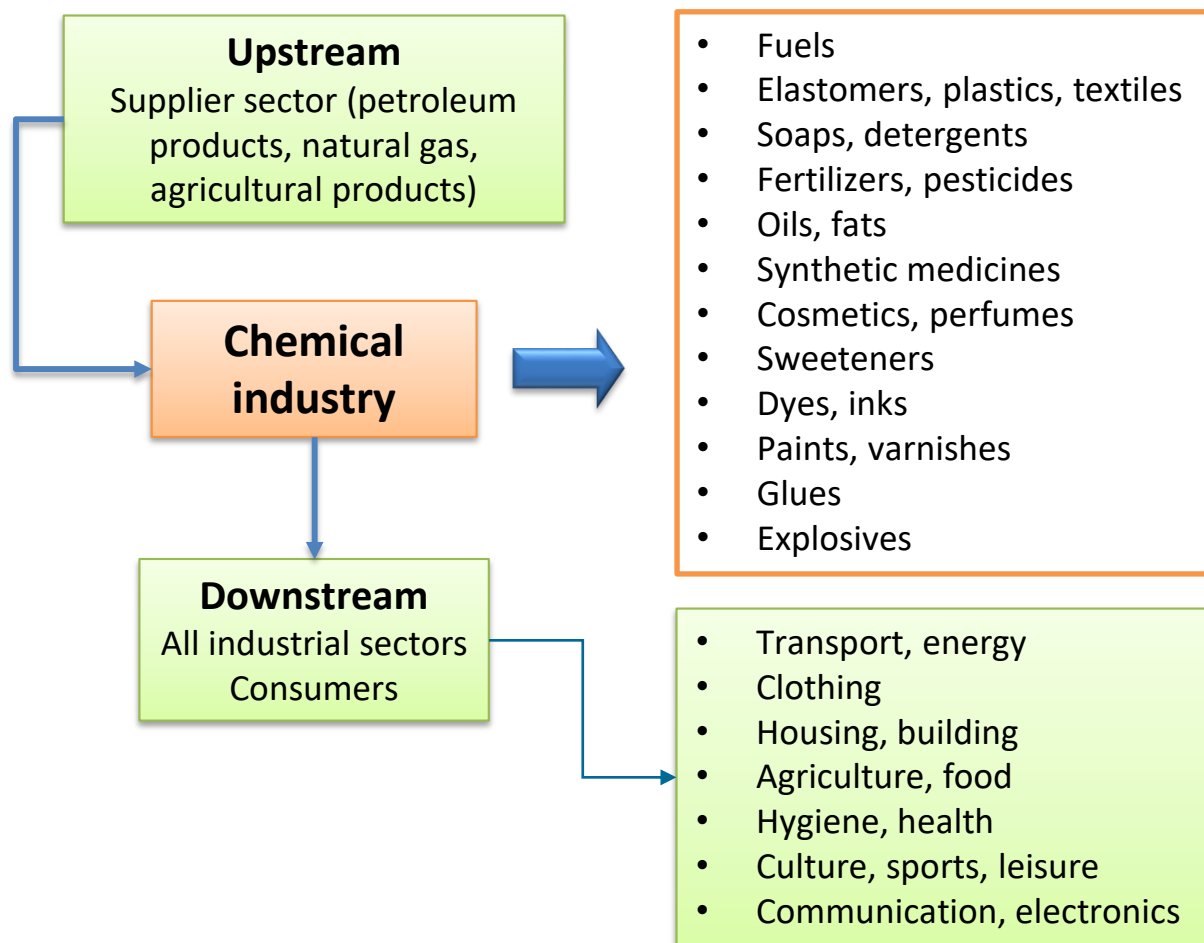 Upstream
Supplier sector (petroleum
products, natural gas,
agricultural products)
Chemical
industry
Downstream
All industrial sectors
Consumers
• Fuels
• Elastomers, plastics, textiles
• Soaps, detergents
• Fertilizers, pesticides
• Oils, fats
• Synthetic medicines
• Cosmetics, perfumes
• Sweeteners
• Dyes, inks
• Paints, varnishes
• Glues
• Explosives
• Transport, energy
• Clothing
• Housing, building
• Agriculture, food
• Hygiene, health
• Culture, sports, leisure
• Communication, electronics